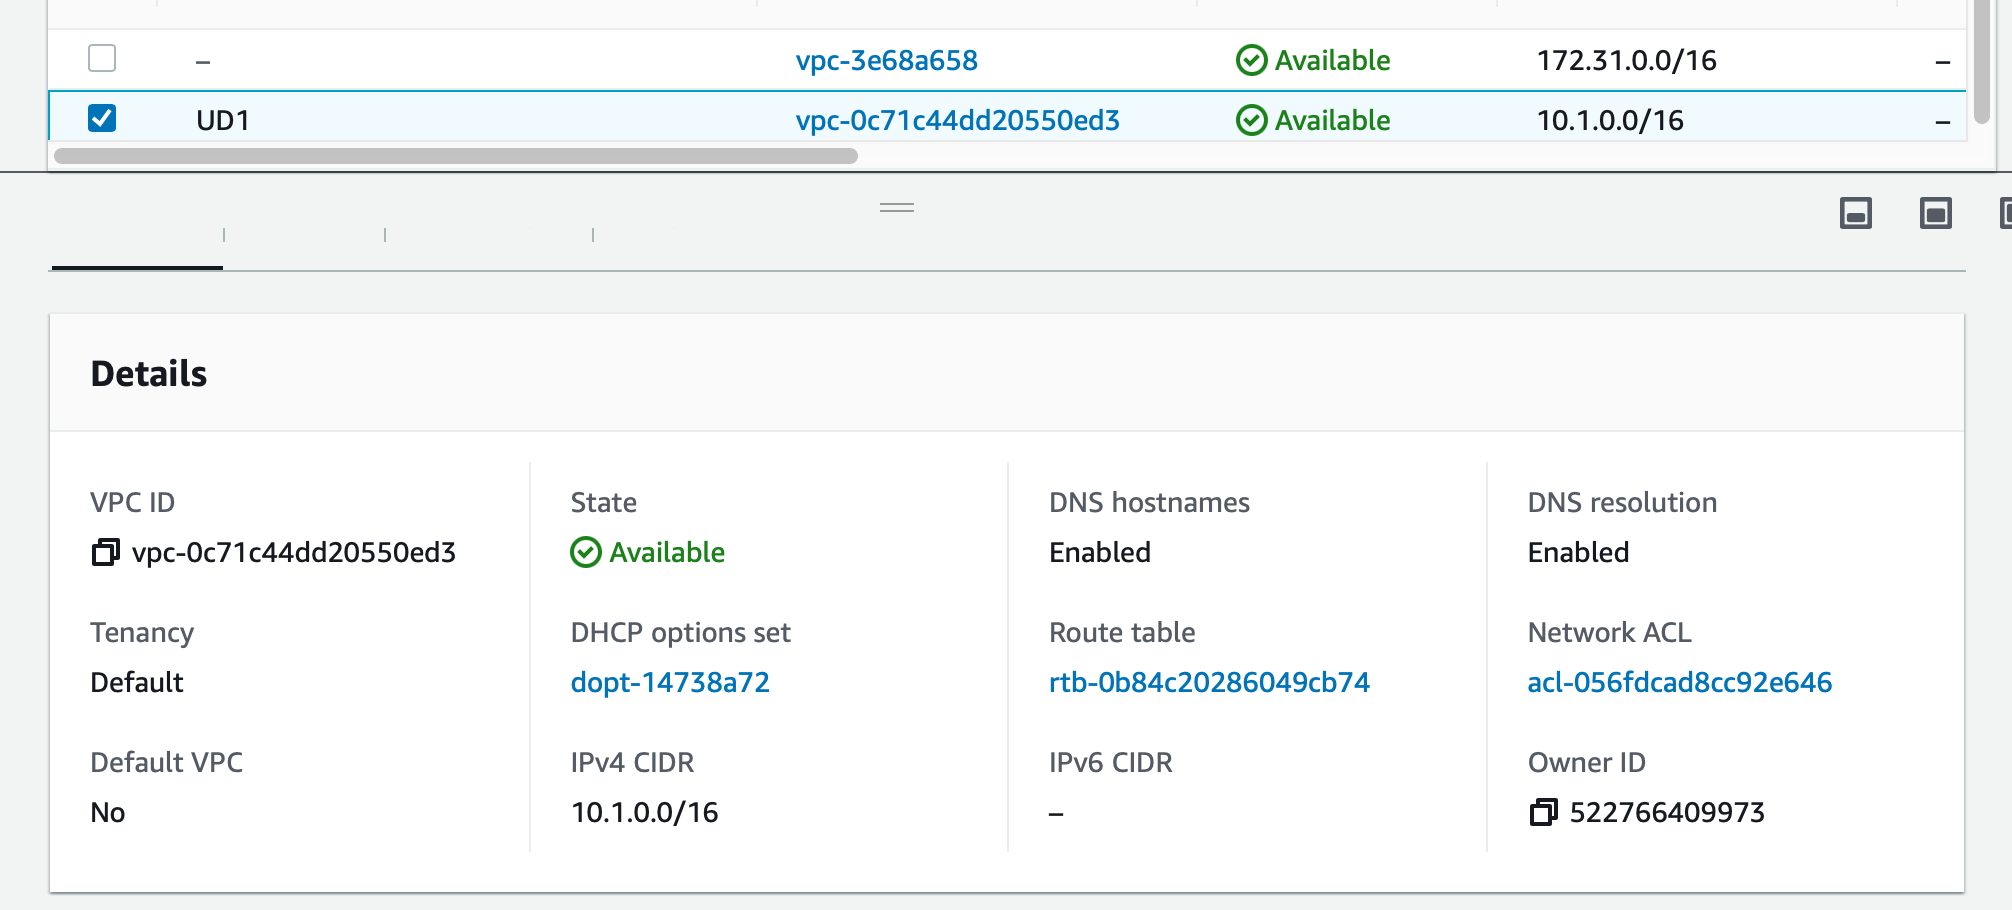 – vpc-3e68a658 Available 172.31.0.0/16 –
UD1 vpc-0c71c44dd20550ed3 Available 10.1.0.0/16 –
Details
VPC ID State DNS hostnames DNS resolution
vpc-0c71c44dd20550ed3 Available Enabled Enabled
Tenancy DHCP options set Route table Network ACL
Default dopt-14738a72 rtb-0b84c20286049cb74 acl-056fdcad8cc92e646
Default VPC IPv4 CIDR IPv6 CIDR Owner ID
No 10.1.0.0/16 – 522766409973